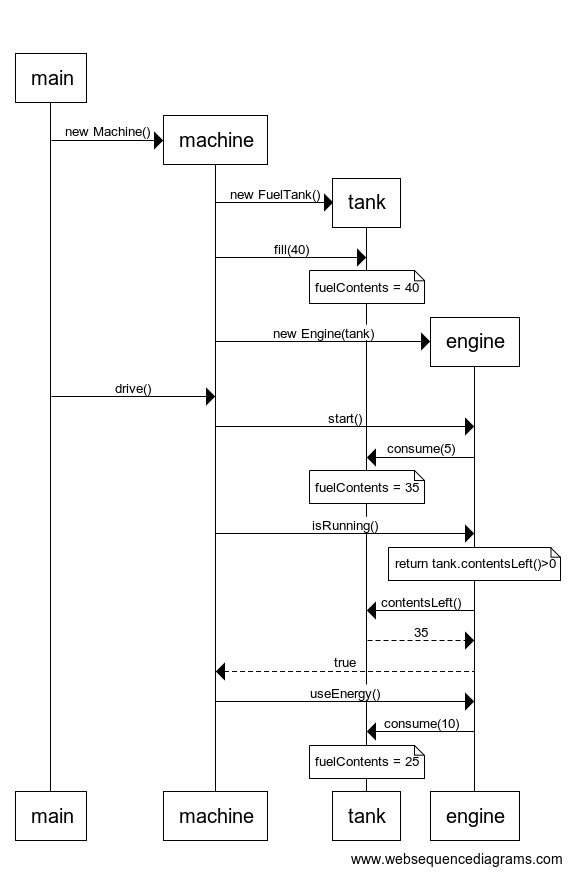 main
new Machine()
machine
new FuelTank()
tank
fill(40)
fuelContents = 40
new Engine(tank)
engine
drive()
start()
consume(5)
fuelContents = 35
isRunning()
return tank.contentsLeft()>0
contentsLeft()
35
true
useEnergy()
consume(10)
fuelContents = 25
main
machine
tank
engine
www.websequencediagrams.com